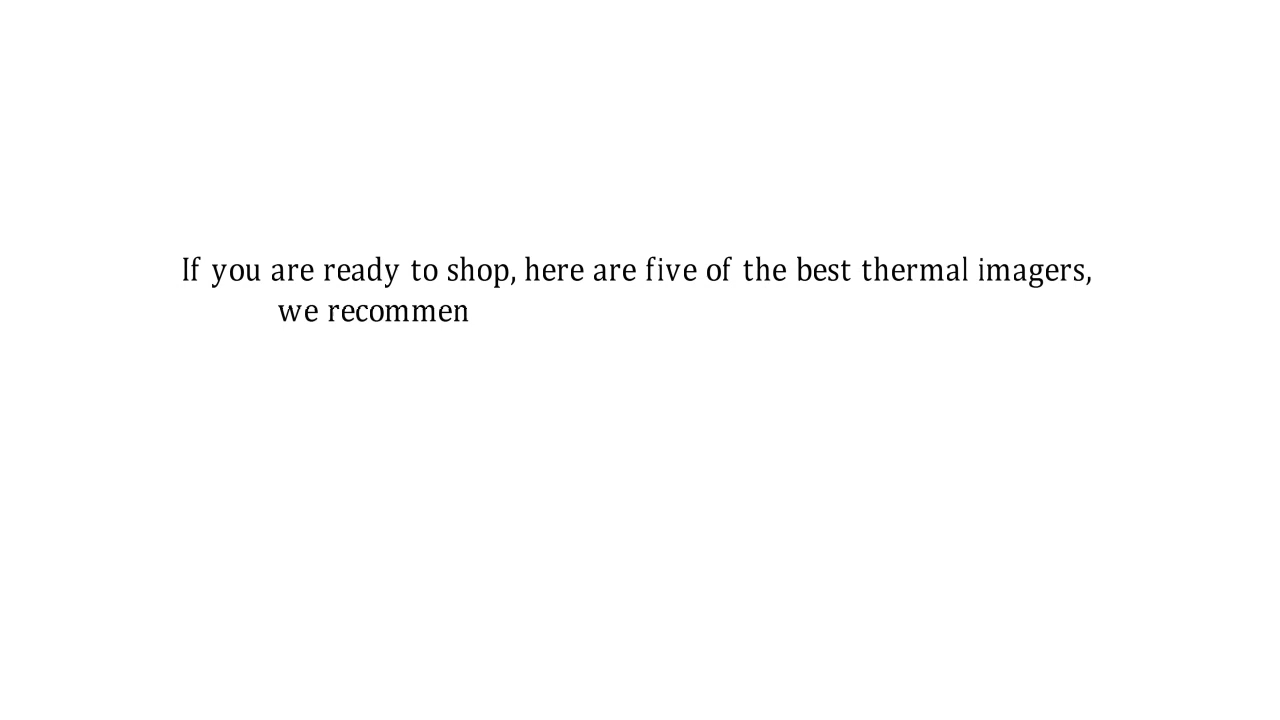 If you are ready to shop, here are five of the best thermal imagers,
we recommen